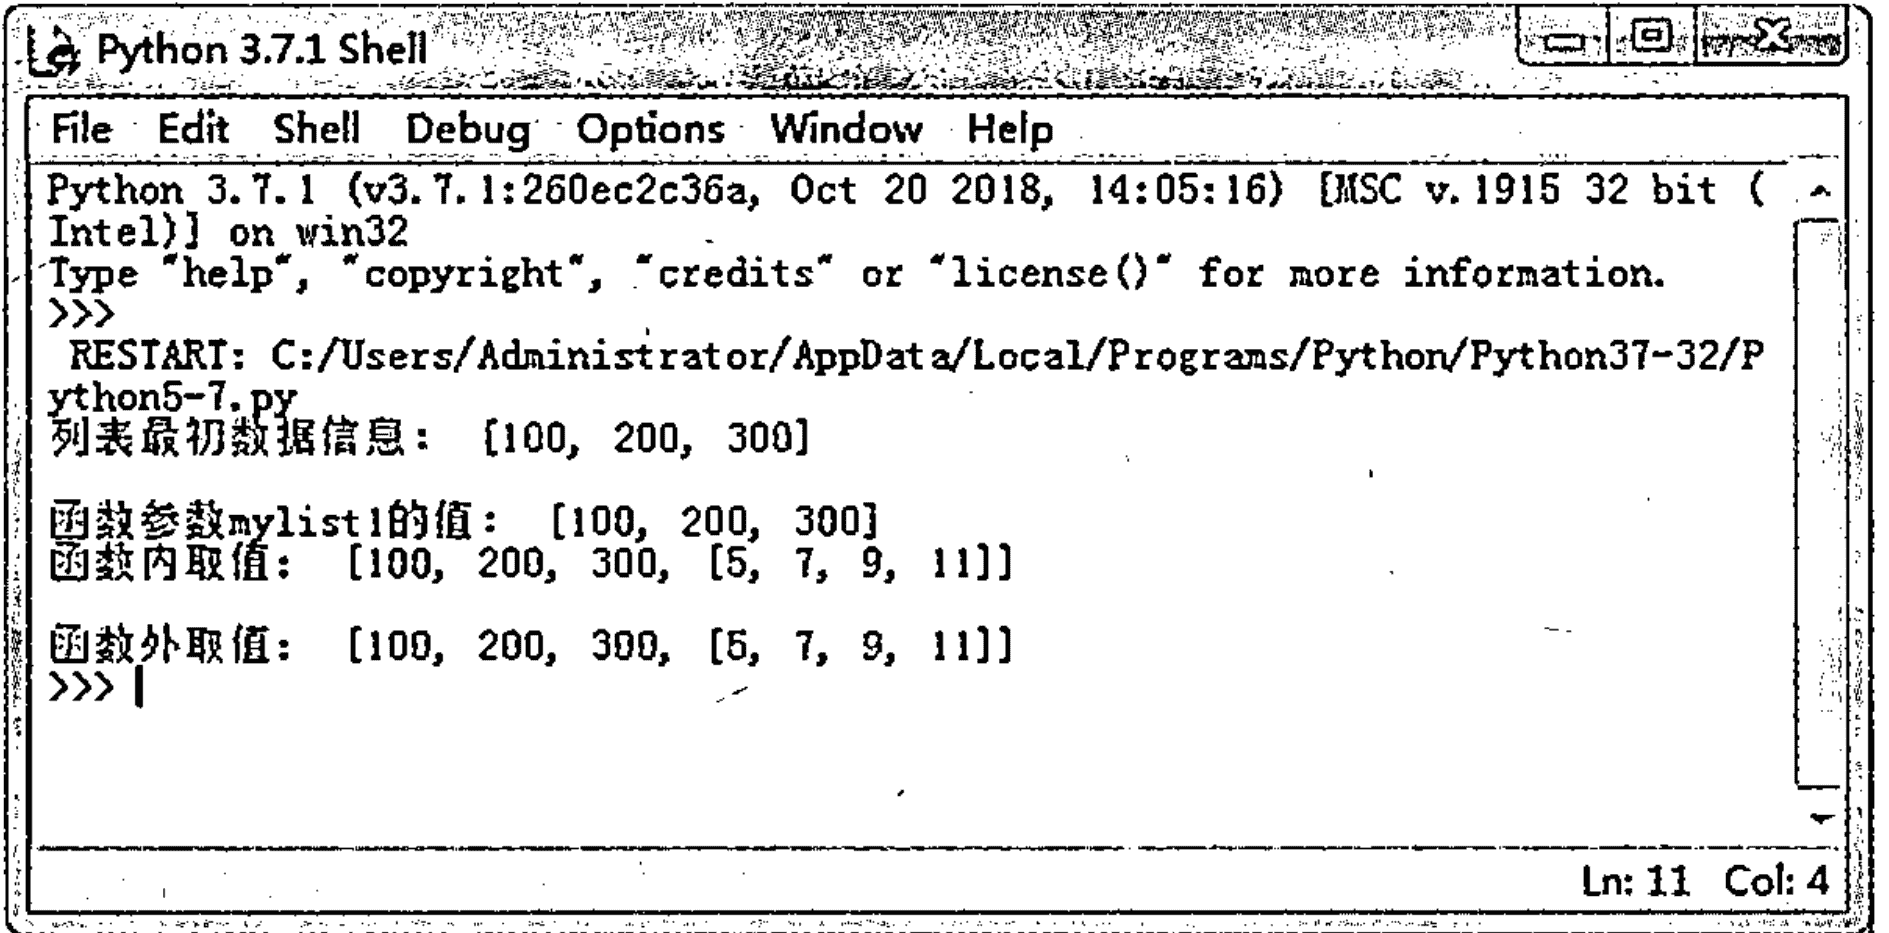 Python 3.7.1 Shell
File Edit Shell Debug Options Window Help
Python 3.7.1 (v3.7.1:260ec2c36a, Oct 20 2018, 14:05:16) [MSC v.1915 32 bit (
Intel)] on win32
Type "help", "copyright", "credits" or "license()" for more information.
>>>
RESTART: C:/Users/Administrator/AppData/Local/Programs/Python/Python37-32/P
ython5-7.py
列表最初数据信息: [100, 200, 300]
函数参数mylist1的值: [100, 200, 300]
函数内取值: [100, 200, 300, [5, 7, 9, 11]]
函数外取值: [100, 200, 300, [5, 7, 9, 11]]
>>>
Ln: 11 Col: 4